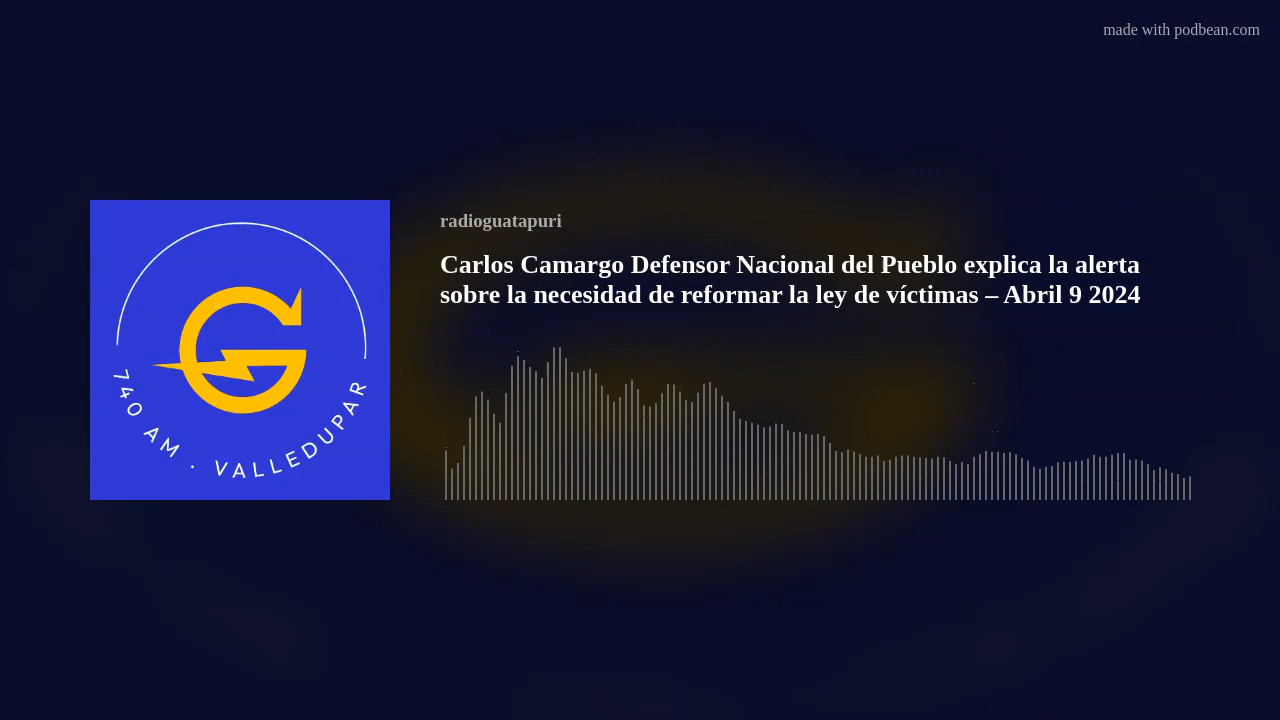 made with podbean.com
radioguatapuri
Carlos Camargo Defensor Nacional del Pueblo explica la alerta
sobre la necesidad de reformar la ley de víctimas – Abril 9 2024
G
740 AM · VALLEDUPAR